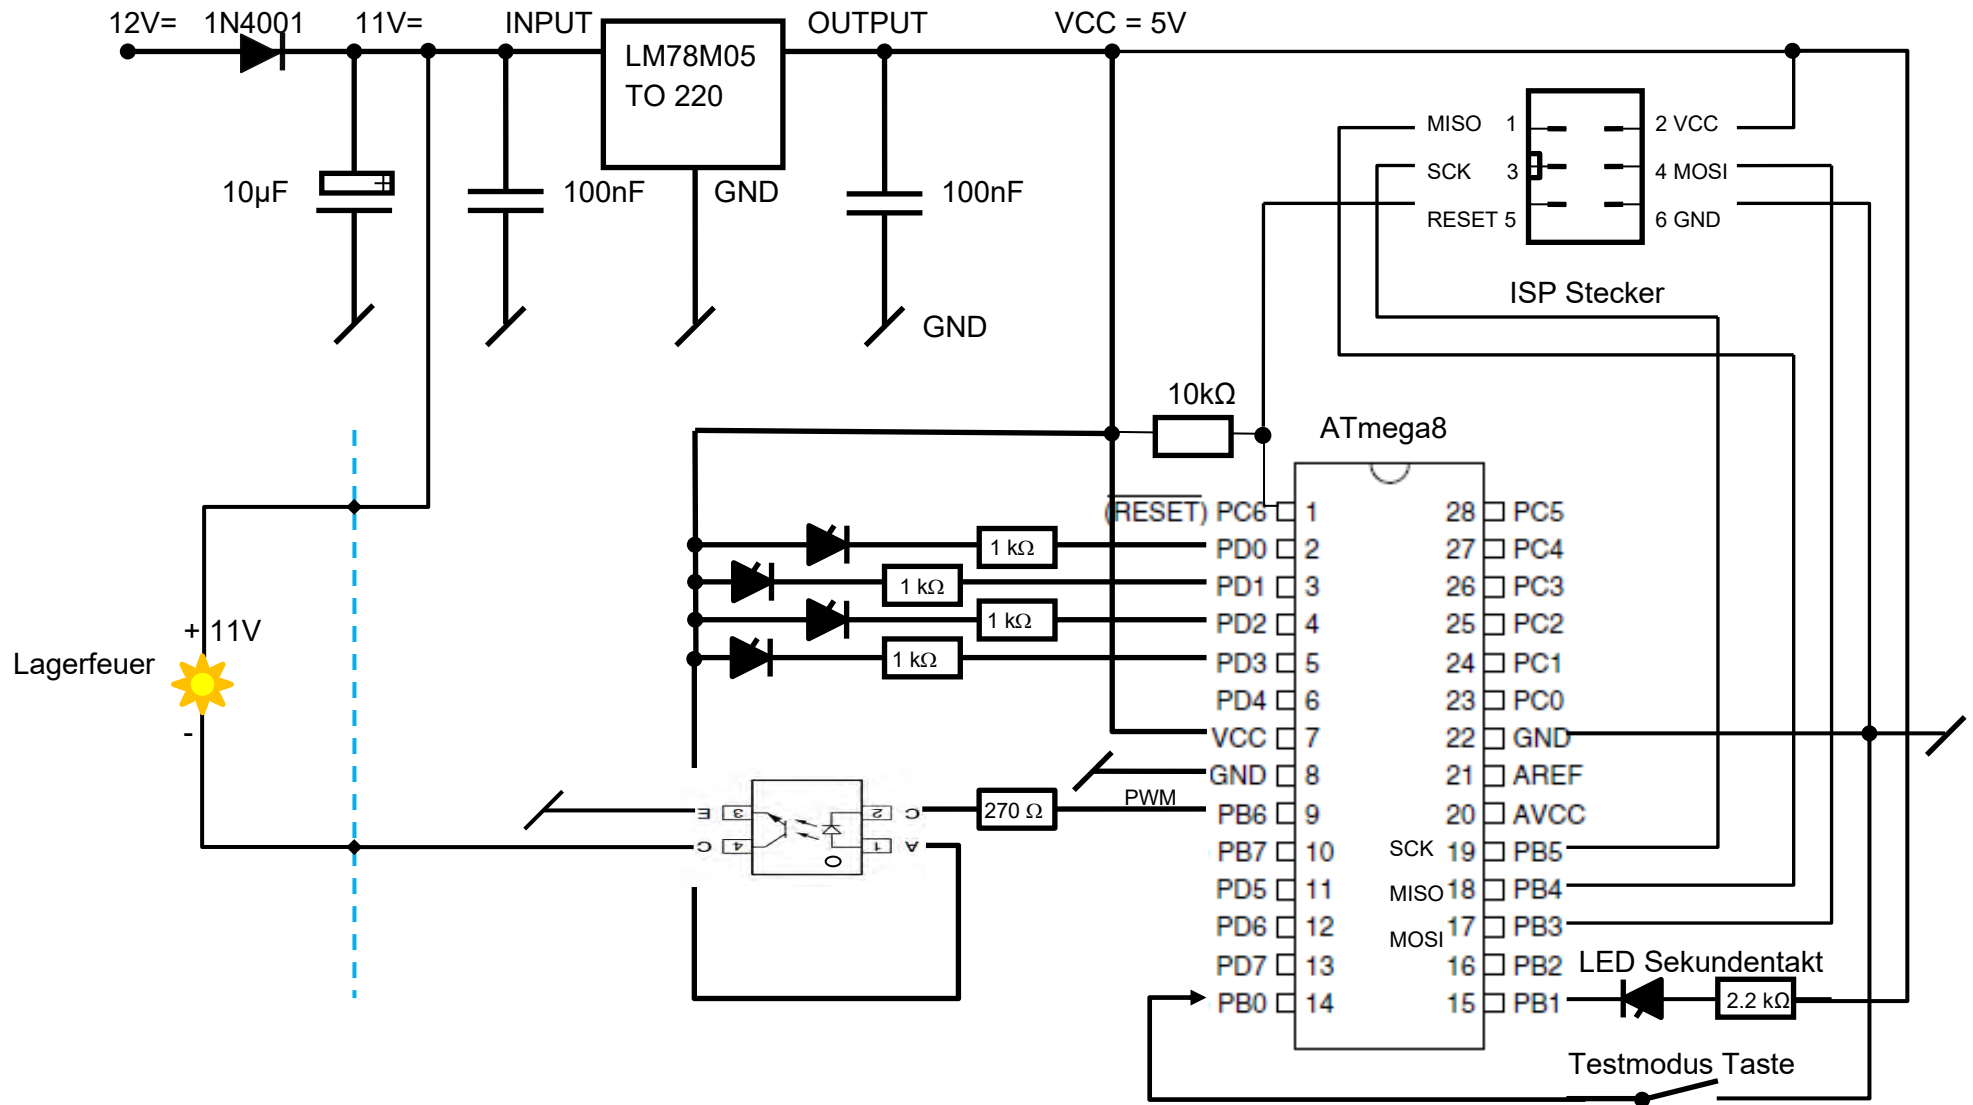 12V= 1N4001 11V= INPUT OUTPUT VCC = 5V
LM78M05
TO 220
10µF 100nF GND 100nF
GND
MISO 1 2 VCC
SCK 3 4 MOSI
RESET 5 6 GND
ISP Stecker
10kΩ
ATmega8
(RESET) PC6 1 28 PC5
1 kΩ PD0 2 27 PC4
1 kΩ PD1 3 26 PC3
1 kΩ PD2 4 25 PC2
1 kΩ PD3 5 24 PC1
PD4 6 23 PC0
VCC 7 22 GND
GND 8 21 AREF
+ 11V
Lagerfeuer
-
E 3 2 C 270 Ω PWM PB6 9 20 AVCC
C 4 1 A PB7 10 SCK 19 PB5
PD5 11 MISO 18 PB4
PD6 12 MOSI 17 PB3
PD7 13 16 PB2
LED Sekundentakt
PB0 14 15 PB1 2.2 kΩ
Testmodus Taste